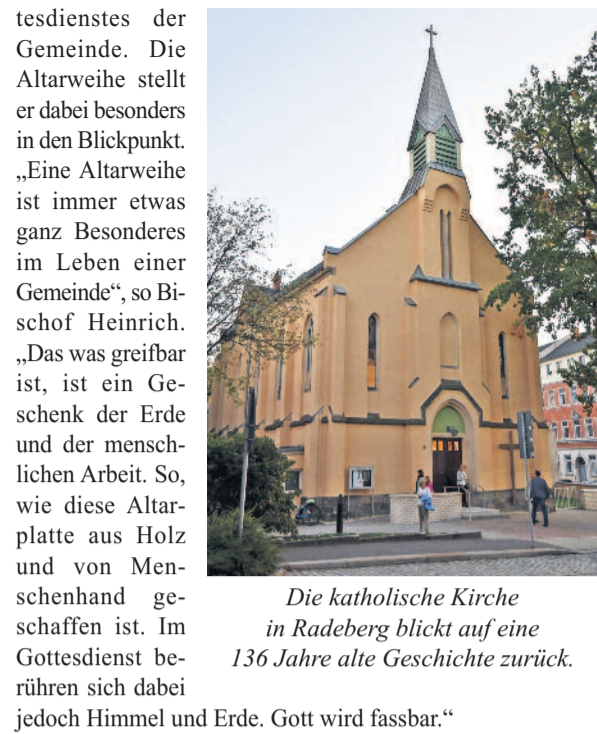 tesdienstes der
Gemeinde. Die
Altarweihe stellt
er dabei besonders
in den Blickpunkt.
„Eine Altarweihe
ist immer etwas
ganz Besonderes
im Leben einer
Gemeinde“, so Bi-
schof Heinrich.
„Das was greifbar
ist, ist ein Ge-
schenk der Erde
und der mensch-
lichen Arbeit. So,
wie diese Altar-
platte aus Holz
und von Men-
schenhand ge-
schaffen ist. Im
Gottesdienst be-
rühren sich dabei
jedoch Himmel und Erde. Gott wird fassbar.“
Die katholische Kirche
in Radeberg blickt auf eine
136 Jahre alte Geschichte zurück.